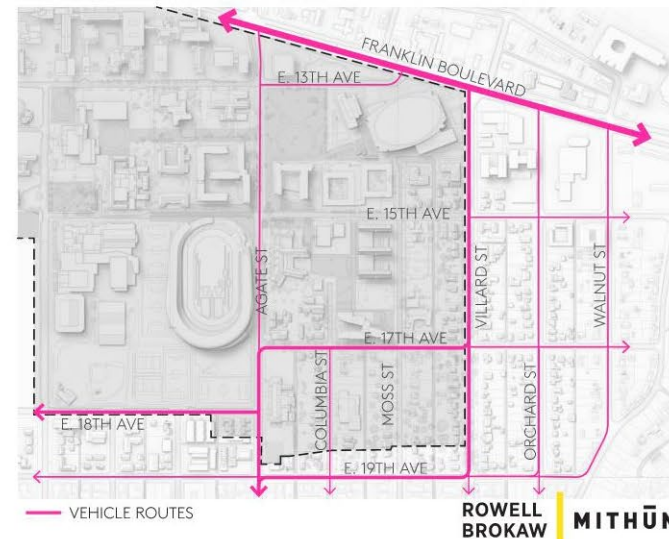 FRANKLIN BOULEVARD
E. 13TH AVE
E. 15TH AVE
AGATE ST
VILLARD ST
WALNUT ST
E. 17TH AVE
COLUMBIA ST
MOSS ST
ORCHARD ST
E. 18TH AVE
E. 19TH AVE
VEHICLE ROUTES
ROWELL
BROKAW
MITHŪN